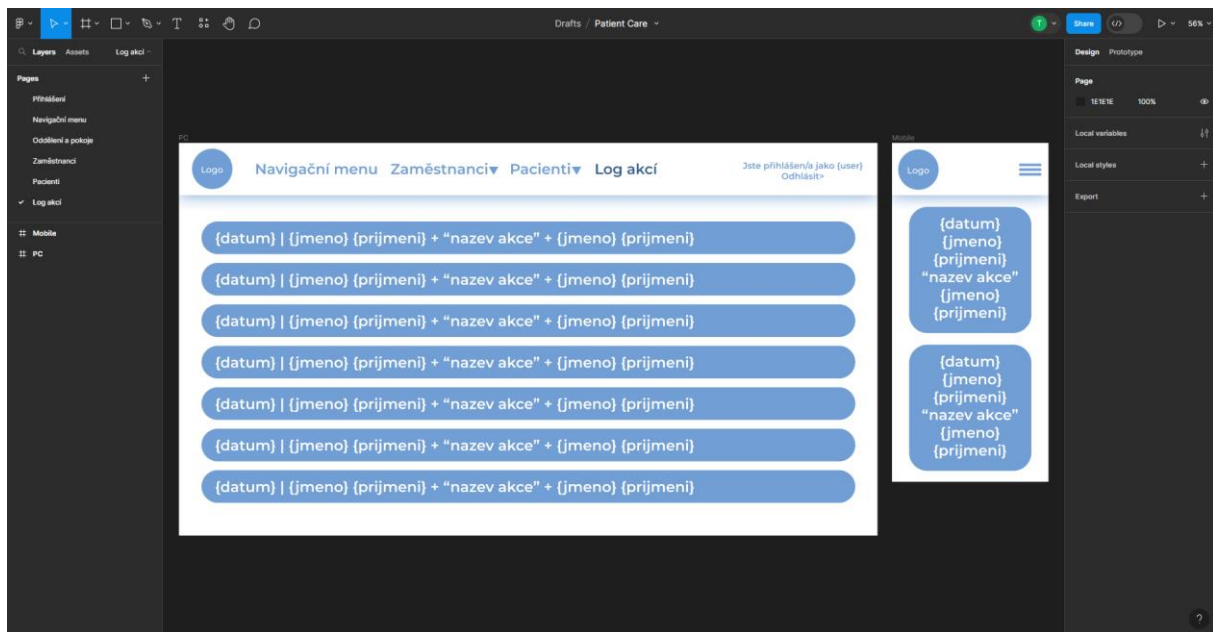 Drafts / Patient Care
T
Share
56%
Layers Assets Log akcí
Pages
Přihlášení
Navigační menu
Oddělení a pokoje
Zaměstnanci
Pacienti
Log akcí
Mobile
PC
PC
Logo
Navigační menu Zaměstnanci▾ Pacienti▾ Log akcí
Jste přihlášen/a jako {user}
Odhlásit>
{datum} | {jmeno} {prijmeni} + “nazev akce” + {jmeno} {prijmeni}
{datum} | {jmeno} {prijmeni} + “nazev akce” + {jmeno} {prijmeni}
{datum} | {jmeno} {prijmeni} + “nazev akce” + {jmeno} {prijmeni}
{datum} | {jmeno} {prijmeni} + “nazev akce” + {jmeno} {prijmeni}
{datum} | {jmeno} {prijmeni} + “nazev akce” + {jmeno} {prijmeni}
{datum} | {jmeno} {prijmeni} + “nazev akce” + {jmeno} {prijmeni}
{datum} | {jmeno} {prijmeni} + “nazev akce” + {jmeno} {prijmeni}
Mobile
Logo
{datum}
{jmeno}
{prijmeni}
“nazev akce”
{jmeno}
{prijmeni}
{datum}
{jmeno}
{prijmeni}
“nazev akce”
{jmeno}
{prijmeni}
Design Prototype
Page
1E1E1E 100%
Local variables
Local styles
Export
?